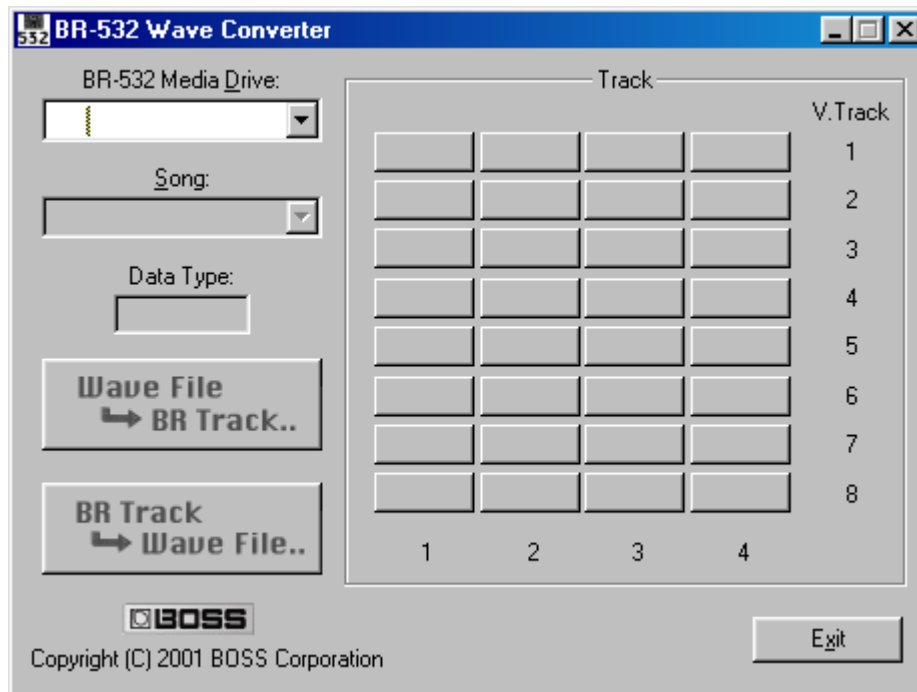 532 BR-532 Wave Converter
BR-532 Media Drive:
Song:
Data Type:
Wave File
BR Track..
BR Track
Wave File..
Track
V.Track
1
2
3
4
5
6
7
8
1 2 3 4
BOSS
Copyright (C) 2001 BOSS Corporation
Exit